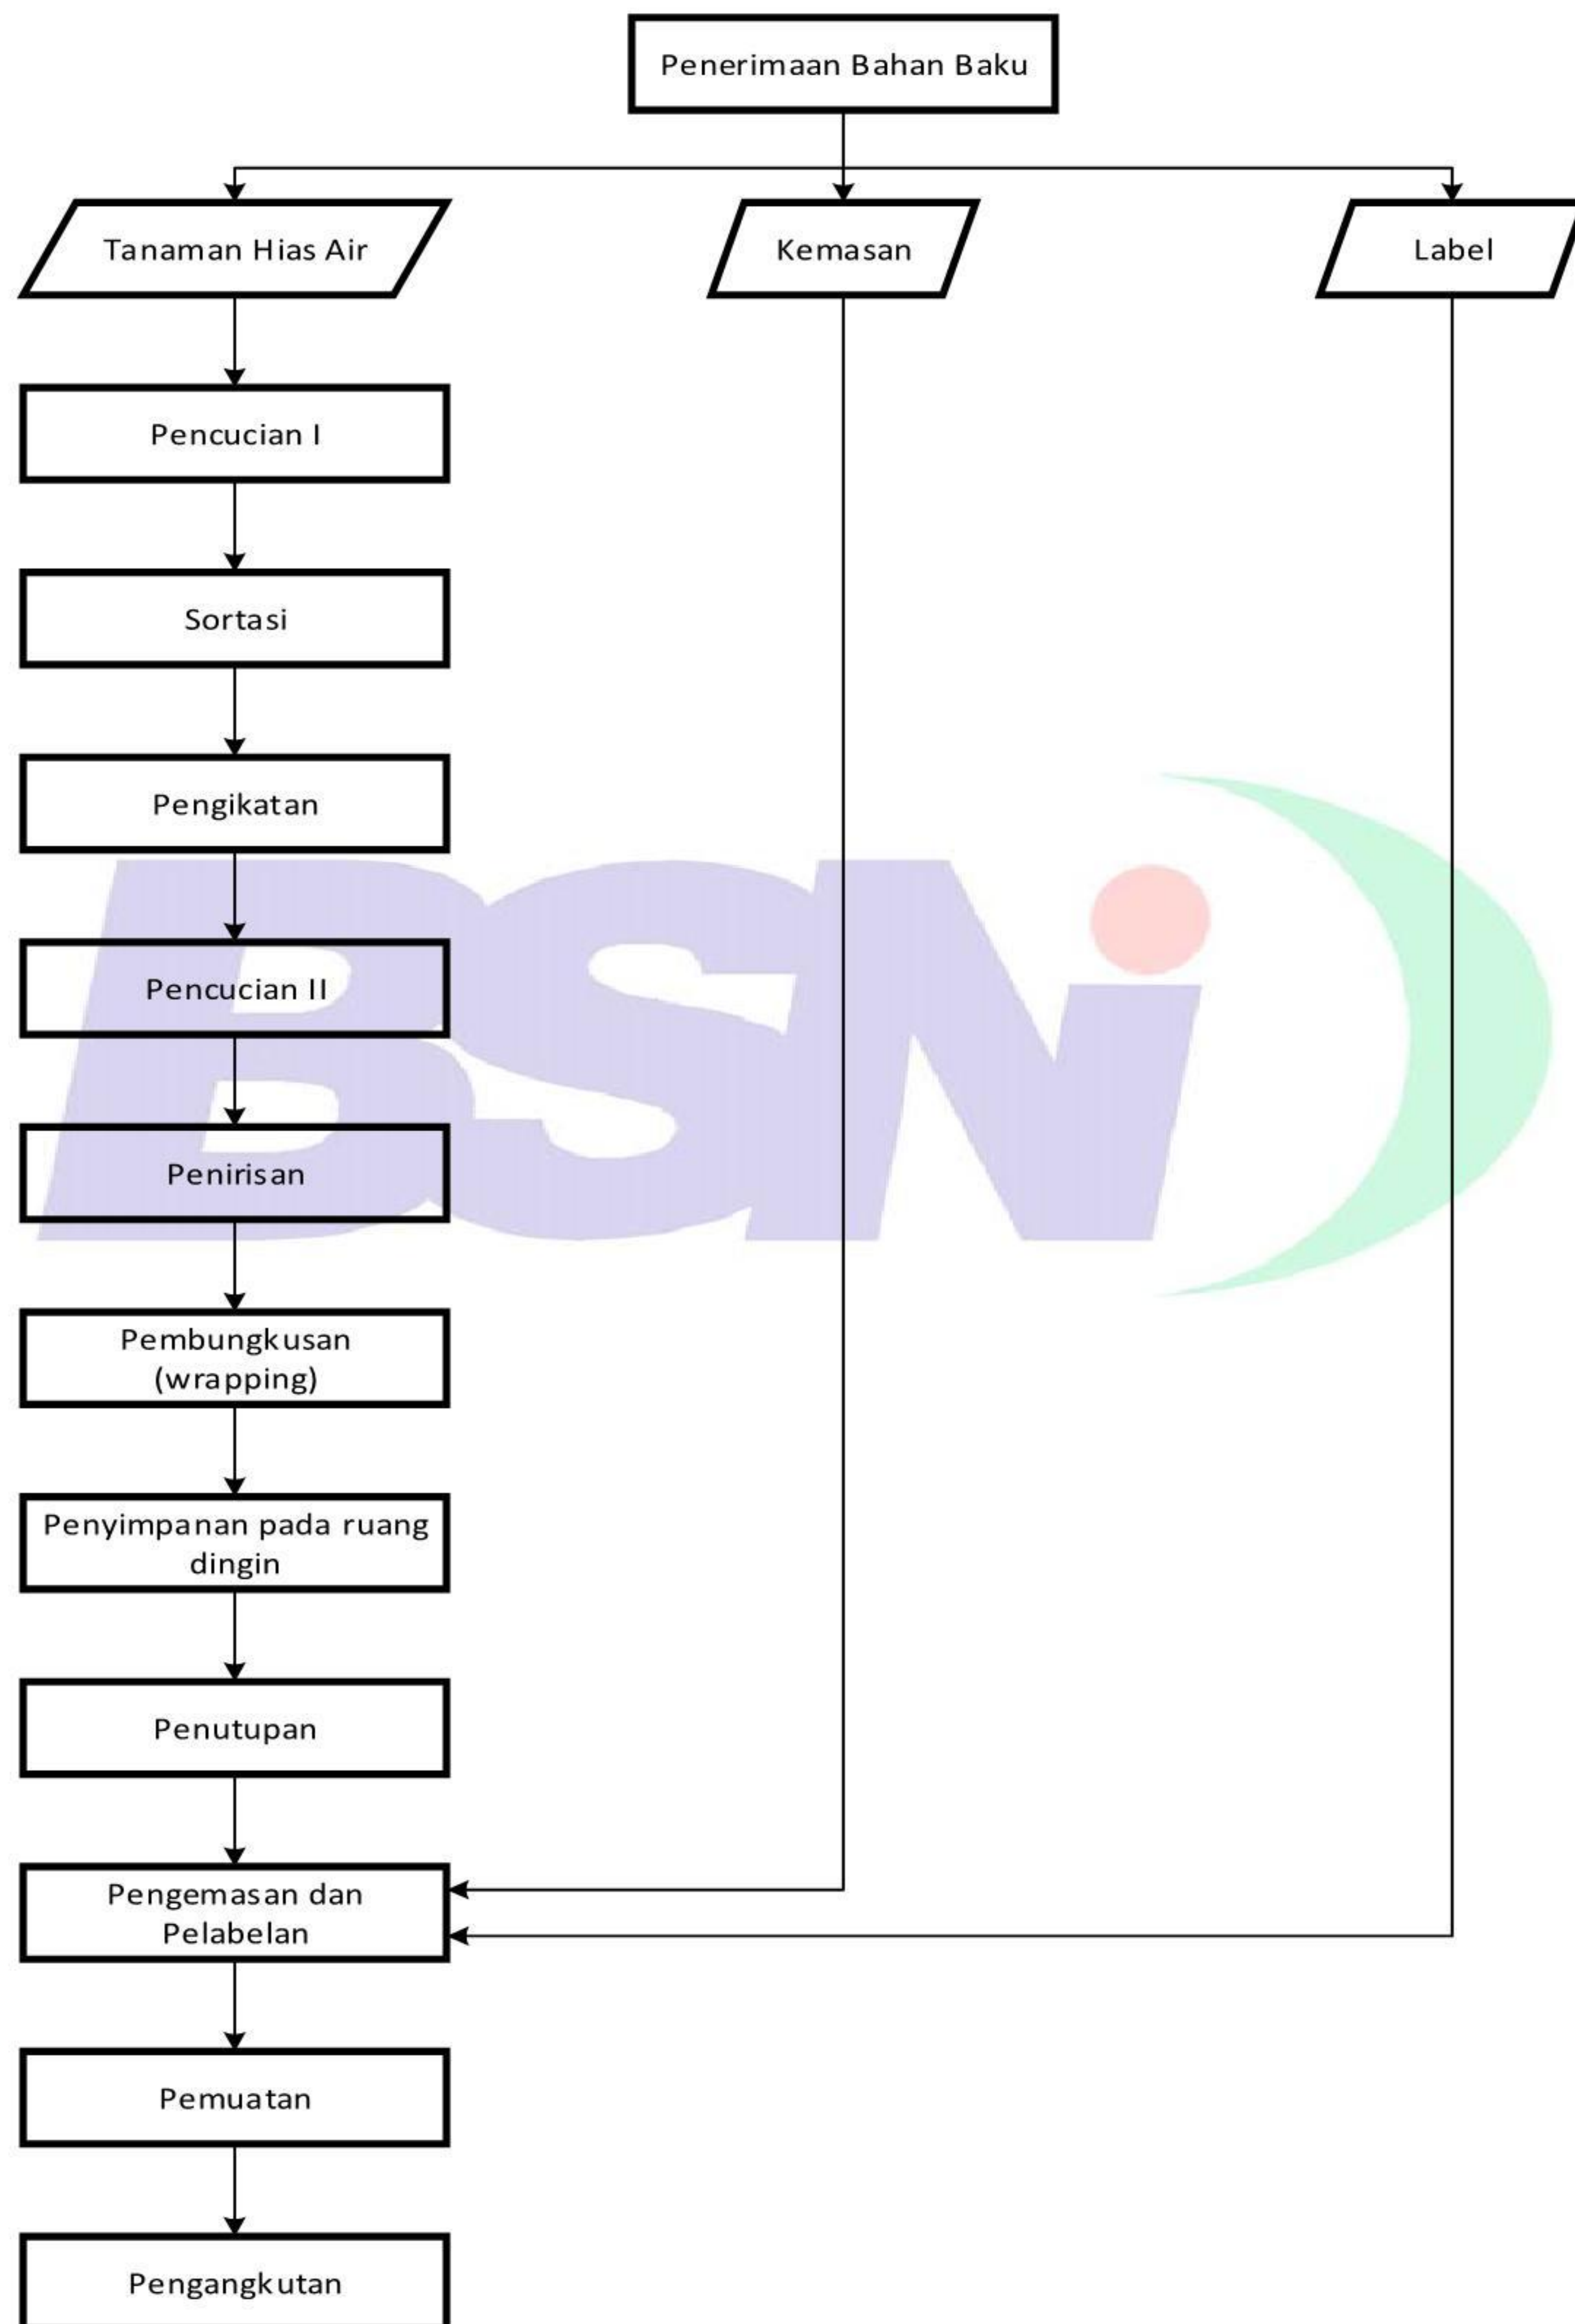 Penerimaan Bahan Baku
Tanaman Hias Air
Kemasan
Label
Pencucian I
Sortasi
Pengikatan
Pencucian II
BSNi
Penirisan
Pembungkusan
(wrapping)
Penyimpanan pada ruang
dingin
Penutupan
Pengemasan dan
Pelabelan
Pemuatan
Pengangkutan